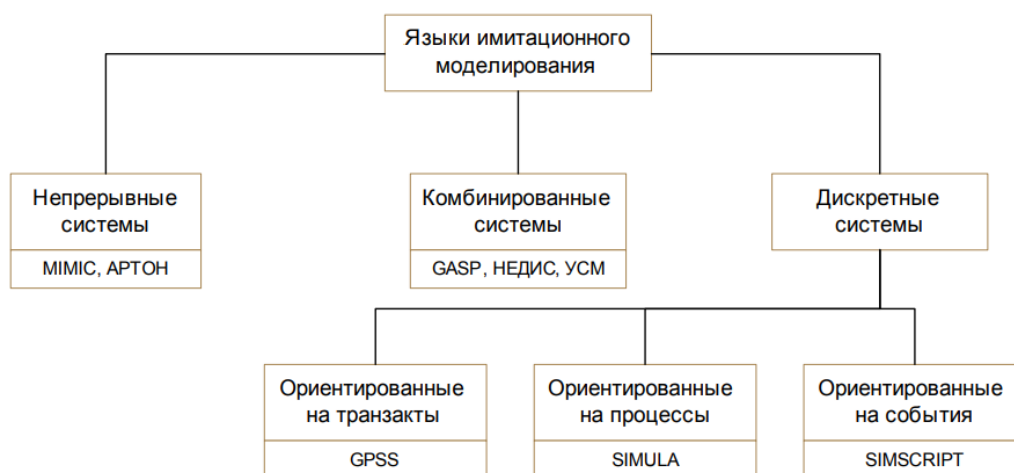 Языки имитационного
моделирования
Непрерывные
системы
MIMIC, АРТОН
Комбинированные
системы
GASP, НЕДИС, УСМ
Дискретные
системы
Ориентированные
на транзакты
GPSS
Ориентированные
на процессы
SIMULA
Ориентированные
на события
SIMSCRIPT